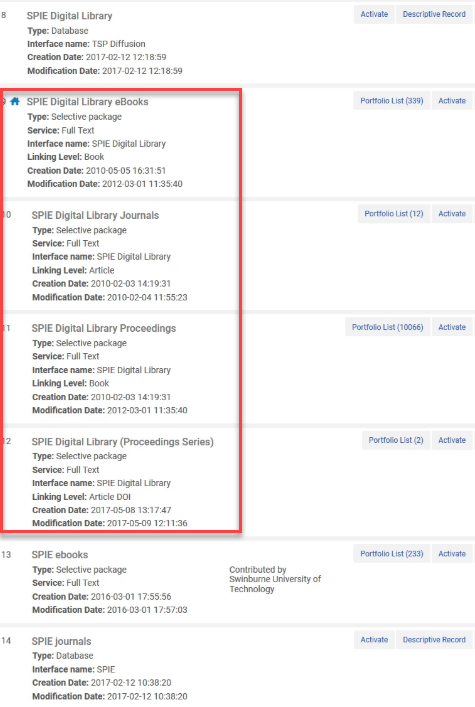 8 SPIE Digital Library Activate Descriptive Record
Type: Database
Interface name: TSP Diffusion
Creation Date: 2017-02-12 12:18:59
Modification Date: 2017-02-12 12:18:59
9 SPIE Digital Library eBooks Portfolio List (339) Activate
Type: Selective package
Service: Full Text
Interface name: SPIE Digital Library
Linking Level: Book
Creation Date: 2010-05-05 16:31:51
Modification Date: 2012-03-01 11:35:40
10 SPIE Digital Library Journals Portfolio List (12) Activate
Type: Selective package
Service: Full Text
Interface name: SPIE Digital Library
Linking Level: Article
Creation Date: 2010-02-03 14:19:31
Modification Date: 2010-02-04 11:55:23
11 SPIE Digital Library Proceedings Portfolio List (10066) Activate
Type: Selective package
Service: Full Text
Interface name: SPIE Digital Library
Linking Level: Book
Creation Date: 2010-02-03 14:19:31
Modification Date: 2012-03-01 11:35:40
12 SPIE Digital Library (Proceedings Series) Portfolio List (2) Activate
Type: Selective package
Service: Full Text
Interface name: SPIE Digital Library
Linking Level: Article DOI
Creation Date: 2017-05-08 13:17:47
Modification Date: 2017-05-09 12:11:36
13 SPIE ebooks Portfolio List (233) Activate
Type: Selective package
Service: Full Text
Creation Date: 2016-03-01 17:55:56
Modification Date: 2016-03-01 17:57:03
Contributed by
Swinburne University of
Technology
14 SPIE journals Activate Descriptive Record
Type: Database
Interface name: SPIE
Creation Date: 2017-02-12 10:38:20
Modification Date: 2017-02-12 10:38:20